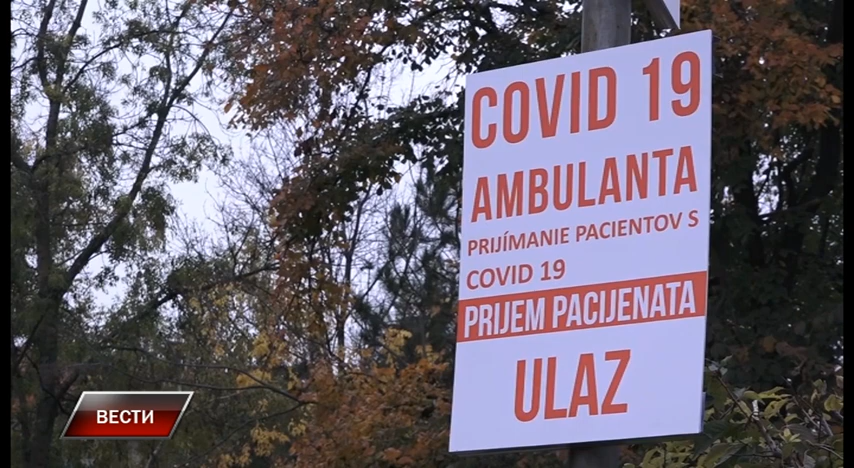 COVID 19
AMBULANTA
PRIJÍMANIE PACIENTOV S
COVID 19
PRIJEM PACIJENATA
ULAZ
ВЕСТИ